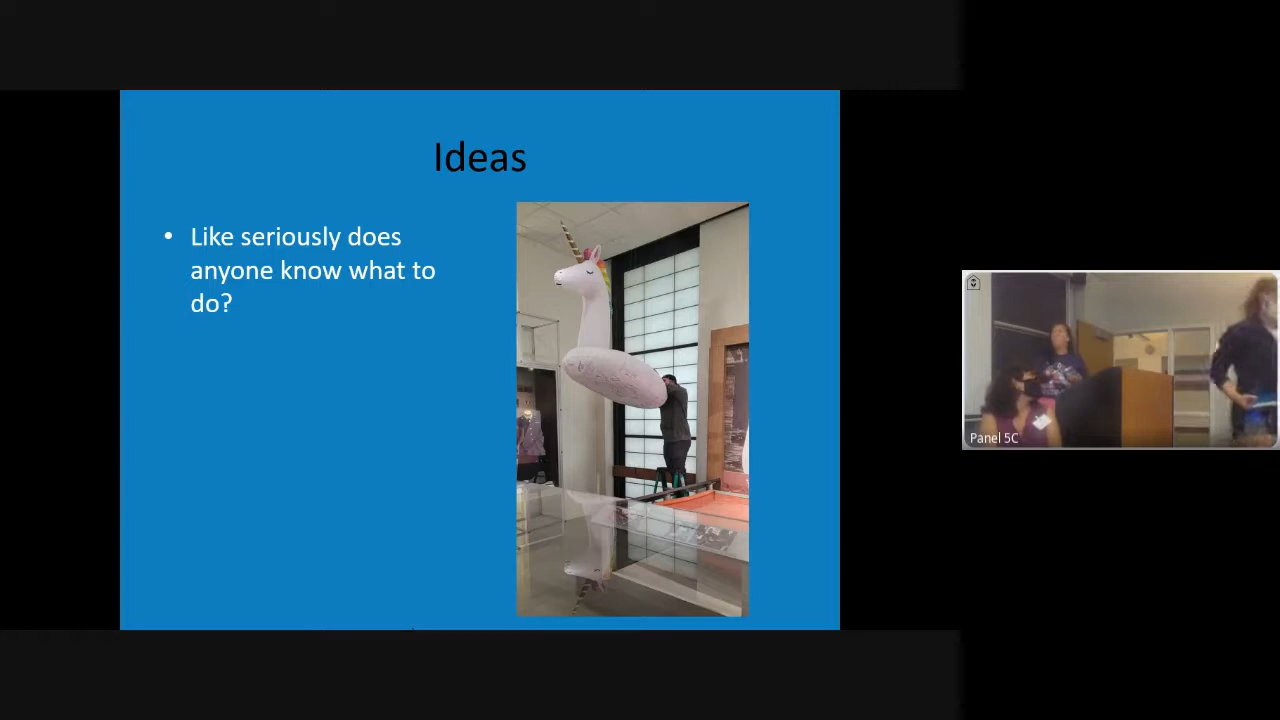 Ideas
• Like seriously does
anyone know what to
do?
Panel 5C